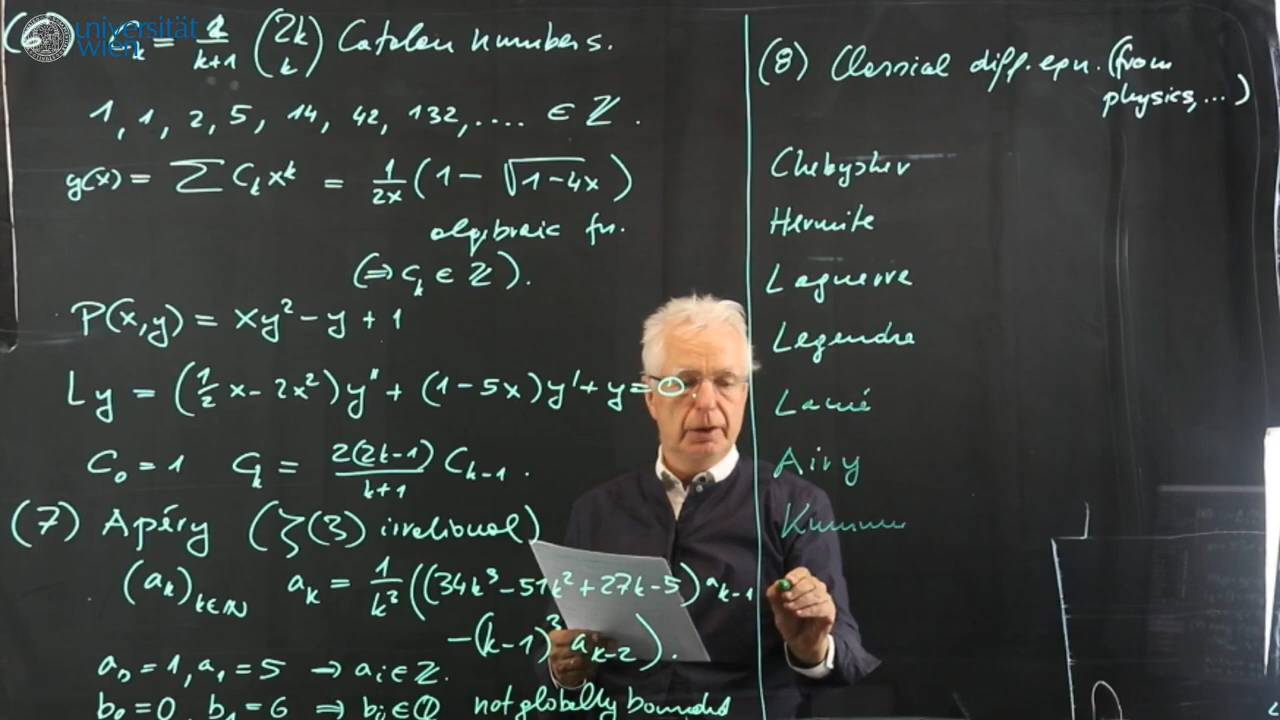 universität
wien
(6) C_k = 1/(k+1) (2k k) Catalan numbers.
1, 1, 2, 5, 14, 42, 132, .... ∈ ℤ.
g(x) = ∑ C_k x^k = 1/(2x) (1 − √(1−4x))
algebraic fn.
(⇒ C_k ∈ ℤ).
P(x,y) = xy² − y + 1
Ly = (1/2 x − 2x²)y'' + (1−5x)y' + y = 0.
C_0 = 1 C_k = 2(2k−1)/(k+1) C_{k−1}.
(7) Apéry (ζ(3) irrational)
(a_k)_{k∈ℕ} a_k = 1/k³ ((34k³ − 51k² + 27k − 5) a_{k−1}
−(k−1)³ a_{k−2}).
a_0 = 1, a_1 = 5 → a_i ∈ ℤ.
b_0 = 0, b_1 = 6 ⇒ b_i ∈ ℚ not globally bounded
(8) Classical diff. equ. (from
physics, ...)
Chebyshev
Hermite
Laguerre
Legendre
Lamé
Airy
Kummer